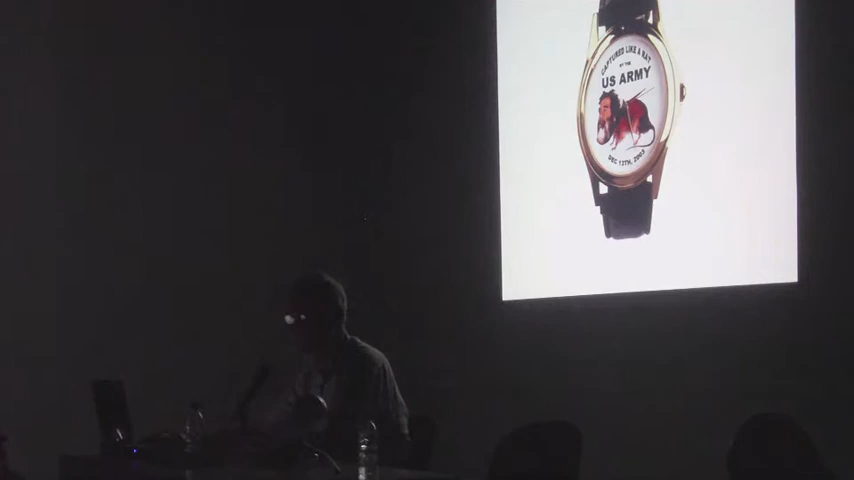 CAPTURED LIKE A RAT
BY THE
US ARMY
DEC 13TH, 2003